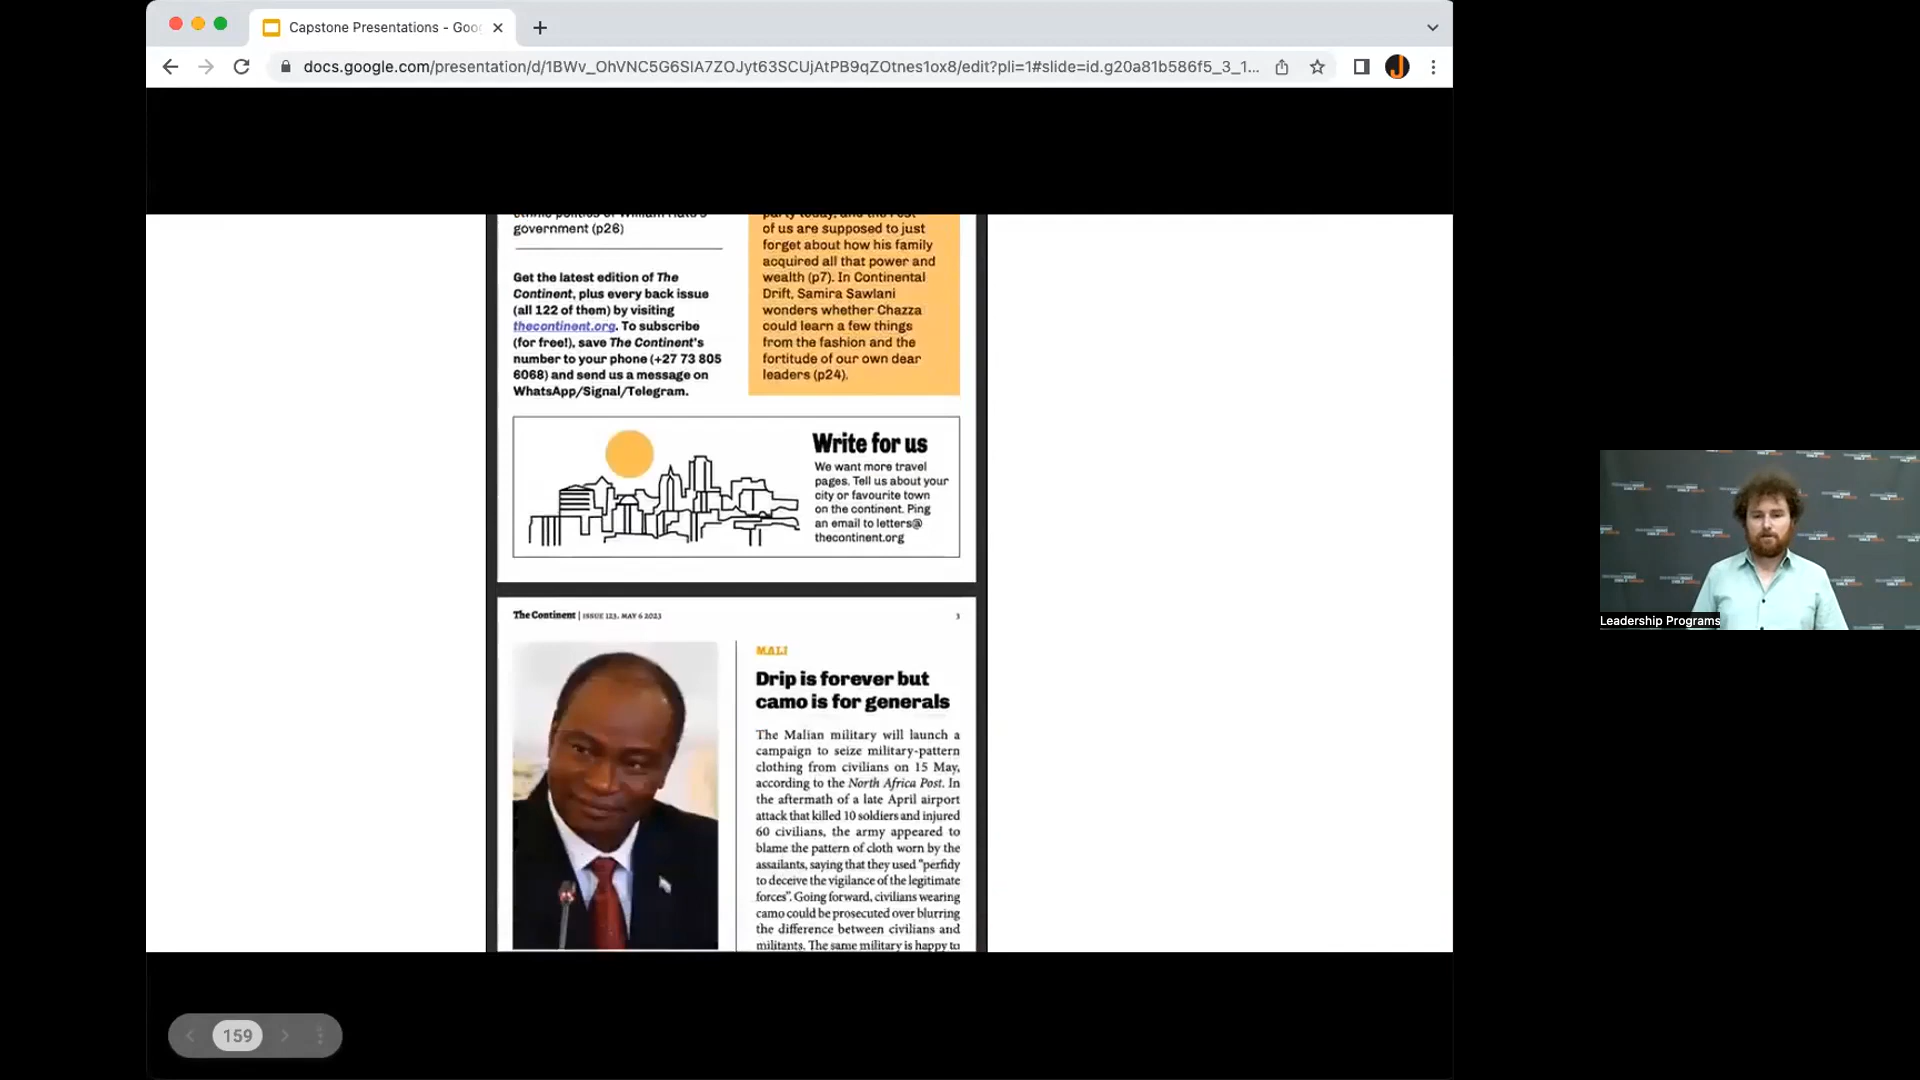 Capstone Presentations - Goo
docs.google.com/presentation/d/1BWv_OhVNC5G6SlA7ZOJyt63SCUjAtPB9qZOtnes1ox8/edit?pli=1#slide=id.g20a81b586f5_3_1...
government (p26)
Get the latest edition of The
Continent, plus every back issue
(all 122 of them) by visiting
thecontinent.org. To subscribe
(for free!), save The Continent's
number to your phone (+27 73 805
6068) and send us a message on
WhatsApp/Signal/Telegram.
party today, and the rest
of us are supposed to just
forget about how his family
acquired all that power and
wealth (p7). In Continental
Drift, Samira Sawlani
wonders whether Chazza
could learn a few things
from the fashion and the
fortitude of our own dear
leaders (p24).
Write for us
We want more travel
pages. Tell us about your
city or favourite town
on the continent. Ping
an email to letters@
thecontinent.org
The Continent | ISSUE 123. MAY 6 2023
3
MALI
Drip is forever but
camo is for generals
The Malian military will launch a
campaign to seize military-pattern
clothing from civilians on 15 May,
according to the North Africa Post. In
the aftermath of a late April airport
attack that killed 10 soldiers and injured
60 civilians, the army appeared to
blame the pattern of cloth worn by the
assailants, saying that they used "perfidy
to deceive the vigilance of the legitimate
forces". Going forward, civilians wearing
camo could be prosecuted over blurring
the difference between civilians and
militants. The same military is happy to
159
Leadership Programs